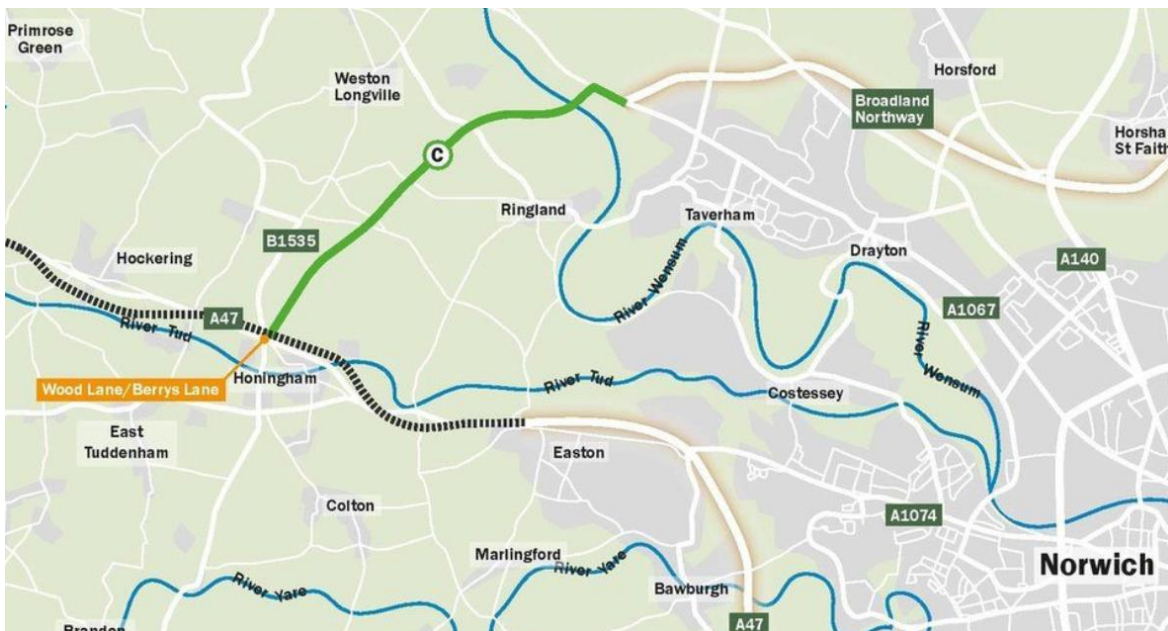 Primrose
Green
Weston
Longville
Horsford
Broadland
Northway
Horsha
St Faith
C
Ringland
Taverham
B1535
Drayton
A140
Hockering
River Wensum
A47
River Tud
A1067
River Wensum
Wood Lane/Berrys Lane
Honingham
River Tud
Costessey
East
Tuddenham
Easton
Colton
A1074
Marlingford
River Yare
Norwich
River Yare
Bawburgh
A47
Brandon